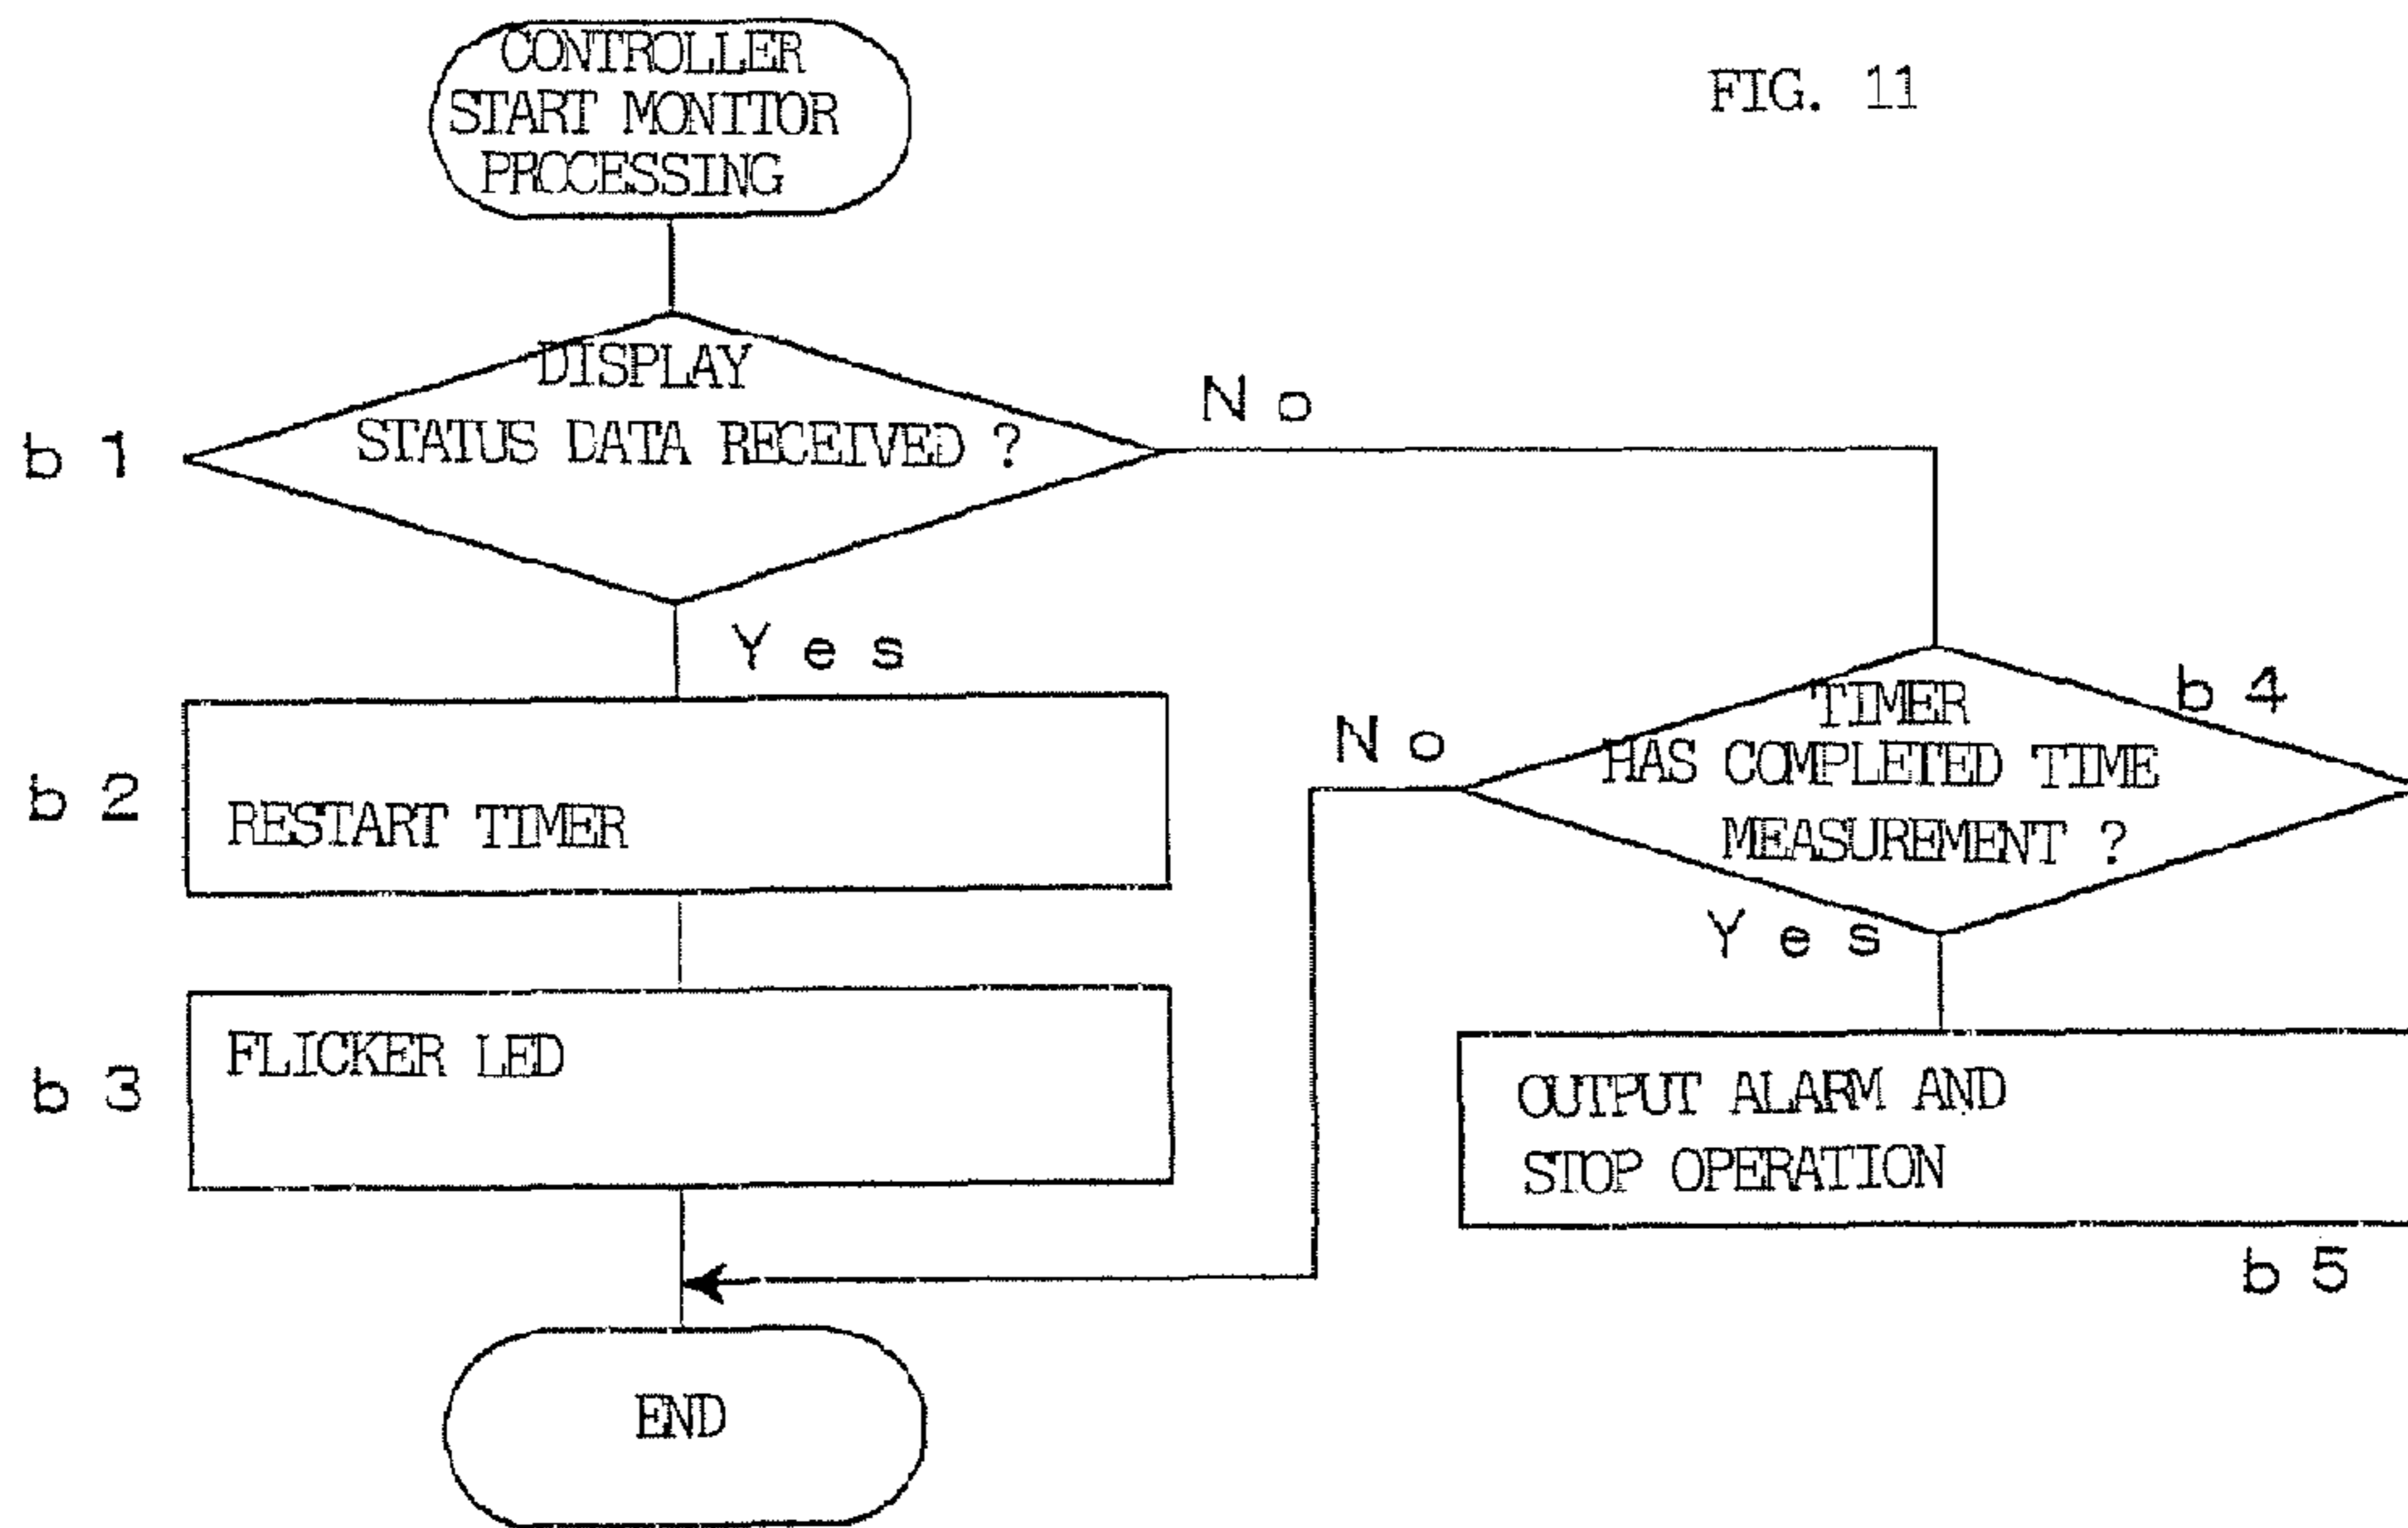 CONTROLLER
START MONITOR
PROCESSING
FIG. 11
DISPLAY
STATUS DATA RECEIVED ?
b 1
No
Yes
b 2
RESTART TIMER
b 3
FLICKER LED
TIMER
HAS COMPLETED TIME
MEASUREMENT ?
b 4
No
Yes
OUTPUT ALARM AND
STOP OPERATION
b 5
END